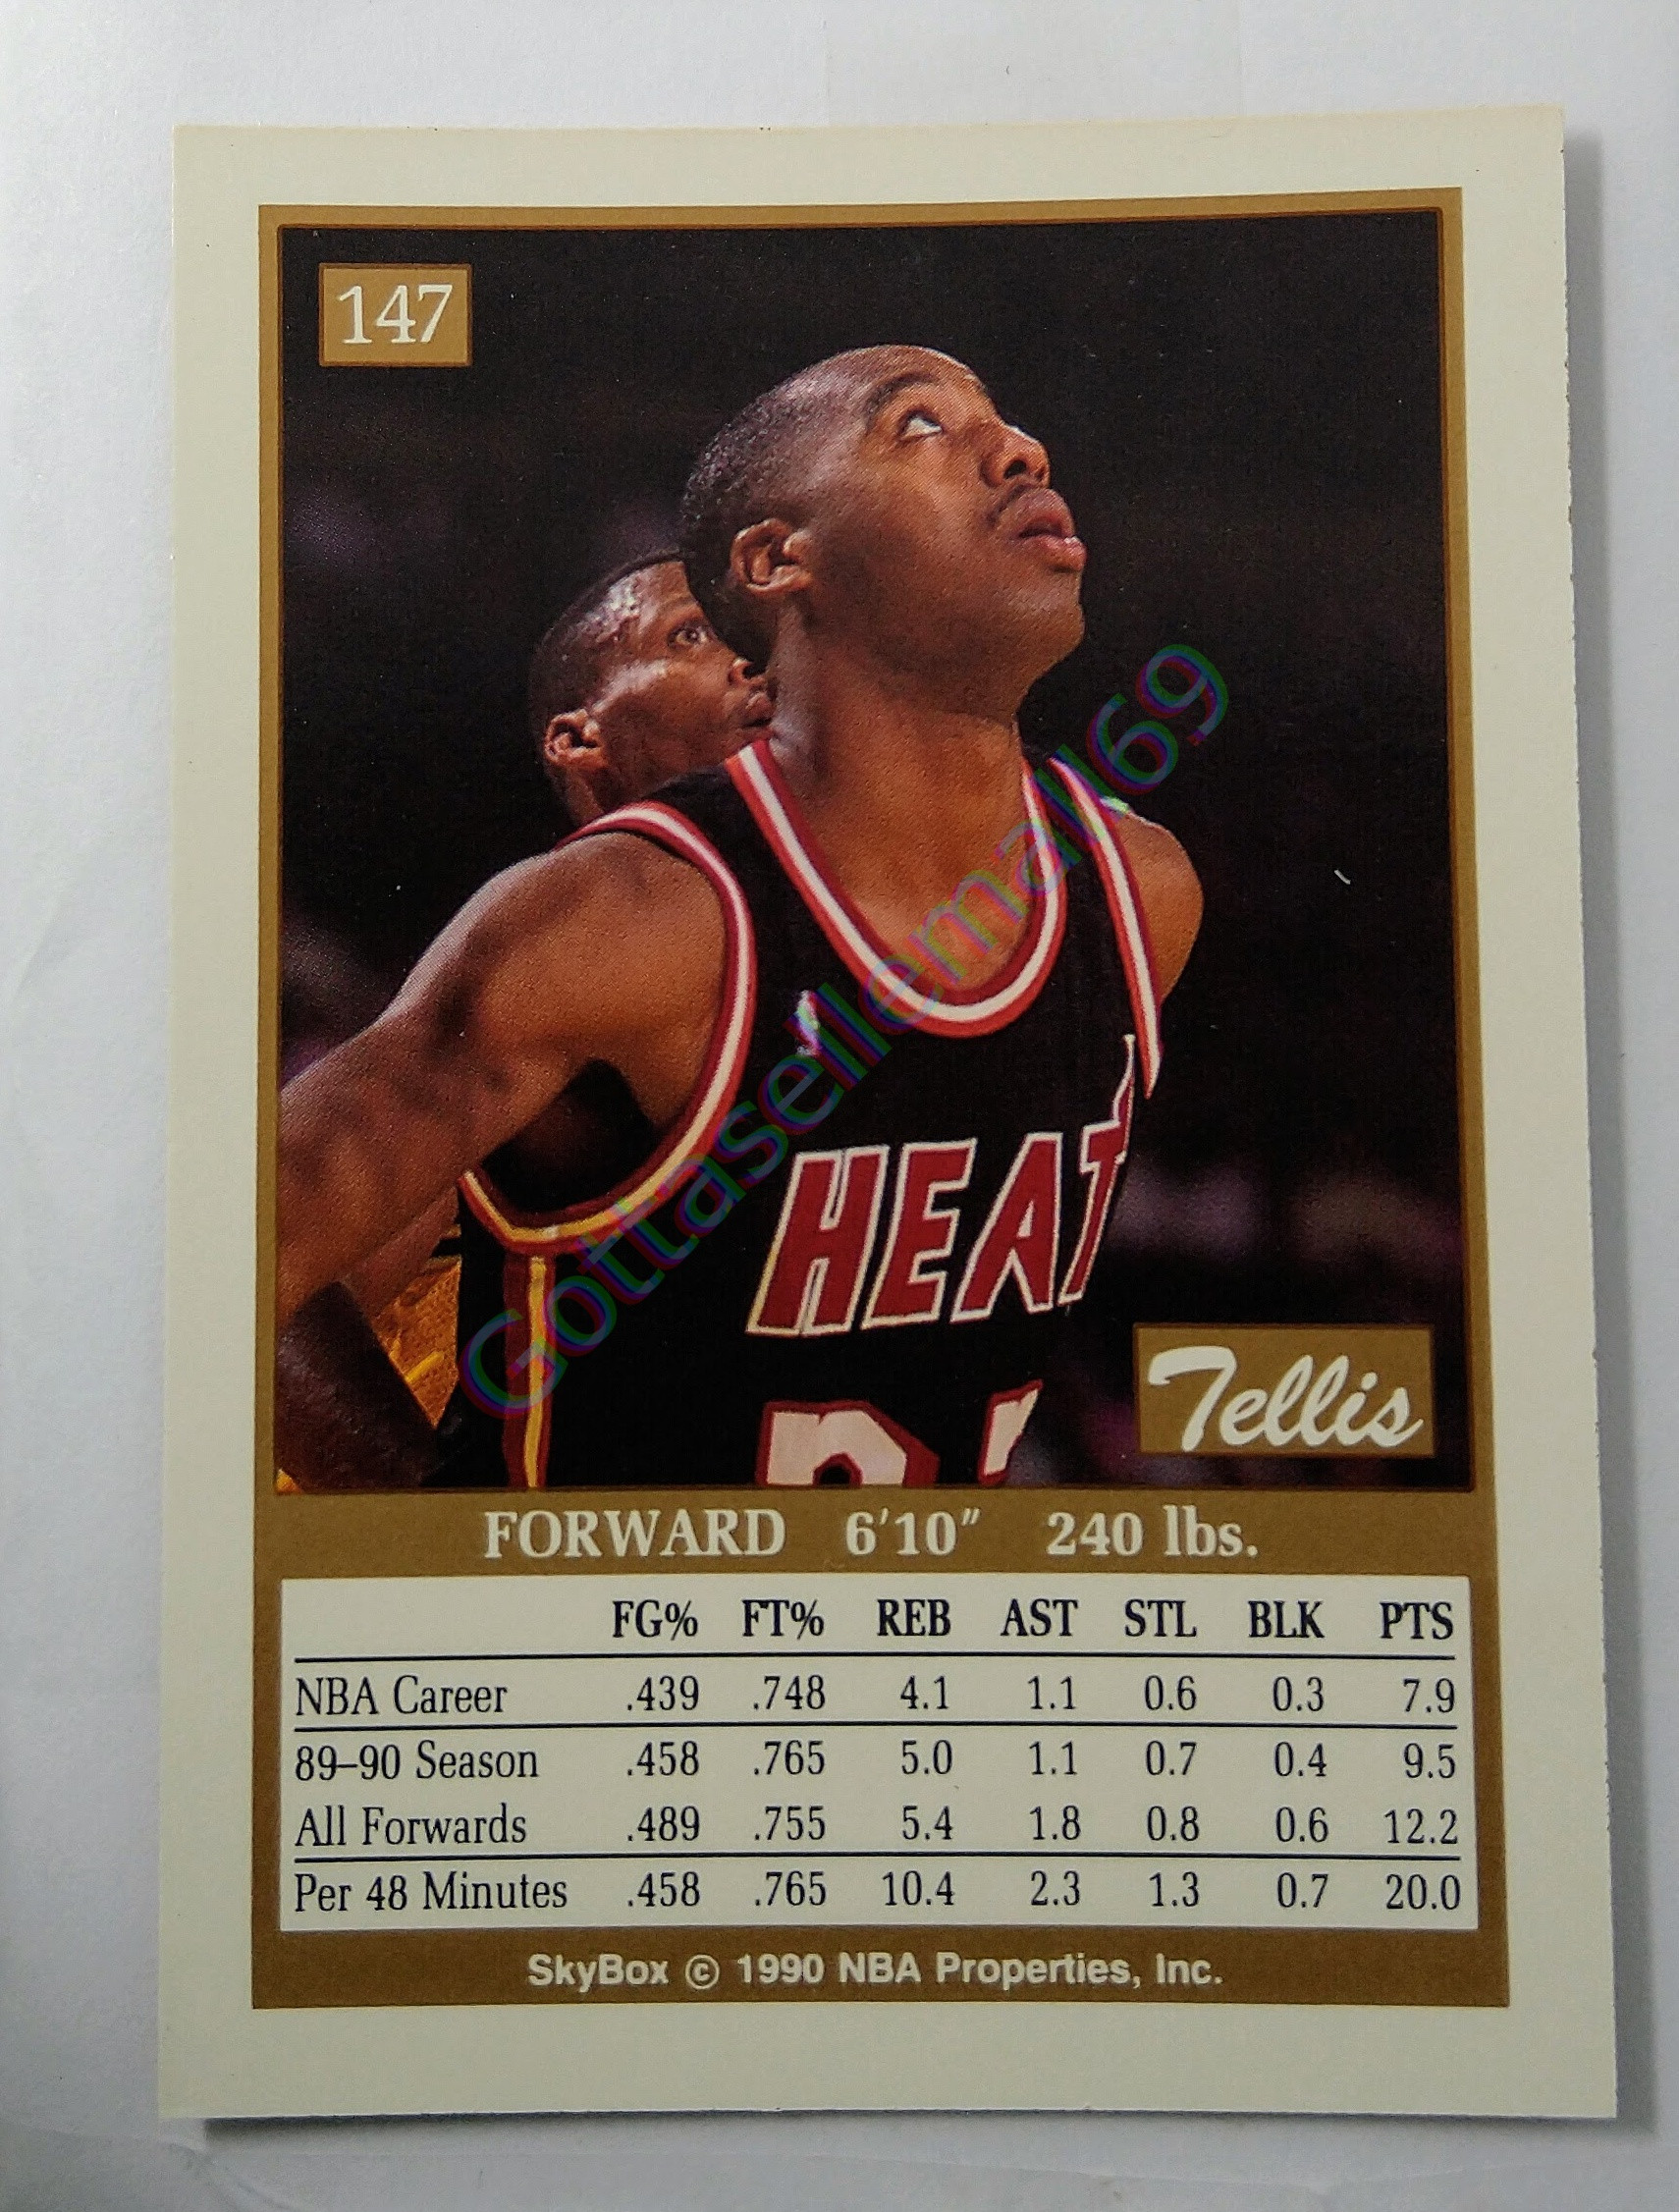 147
HEAT
Tellis
Gottasellemall69
FORWARD 6'10" 240 lbs.
FG% FT% REB AST STL BLK PTS
NBA Career .439 .748 4.1 1.1 0.6 0.3 7.9
89–90 Season .458 .765 5.0 1.1 0.7 0.4 9.5
All Forwards .489 .755 5.4 1.8 0.8 0.6 12.2
Per 48 Minutes .458 .765 10.4 2.3 1.3 0.7 20.0
SkyBox © 1990 NBA Properties, Inc.